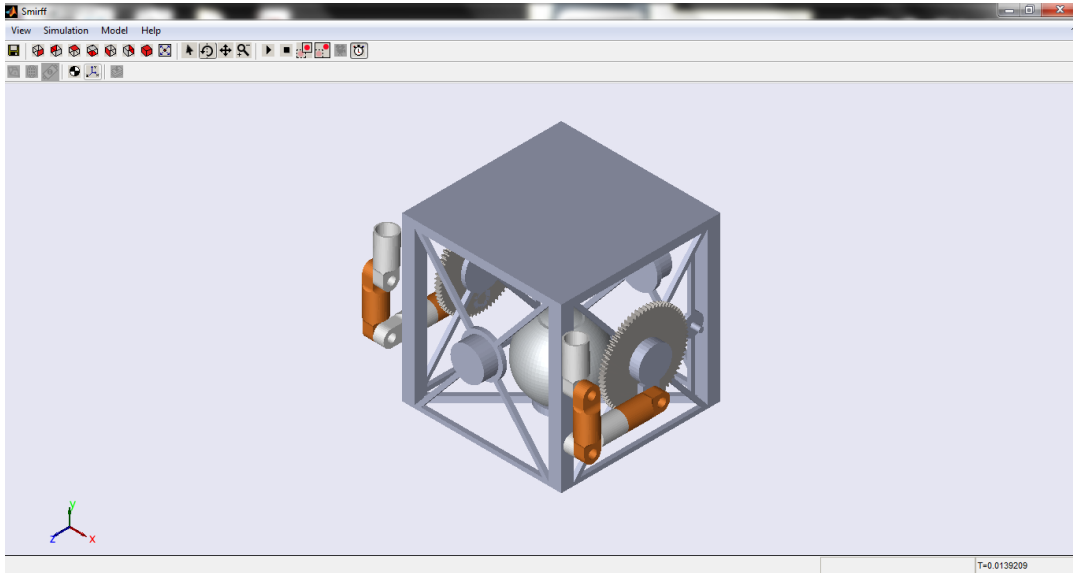 Smirff
View Simulation Model Help
y
z x
T=0.0139209